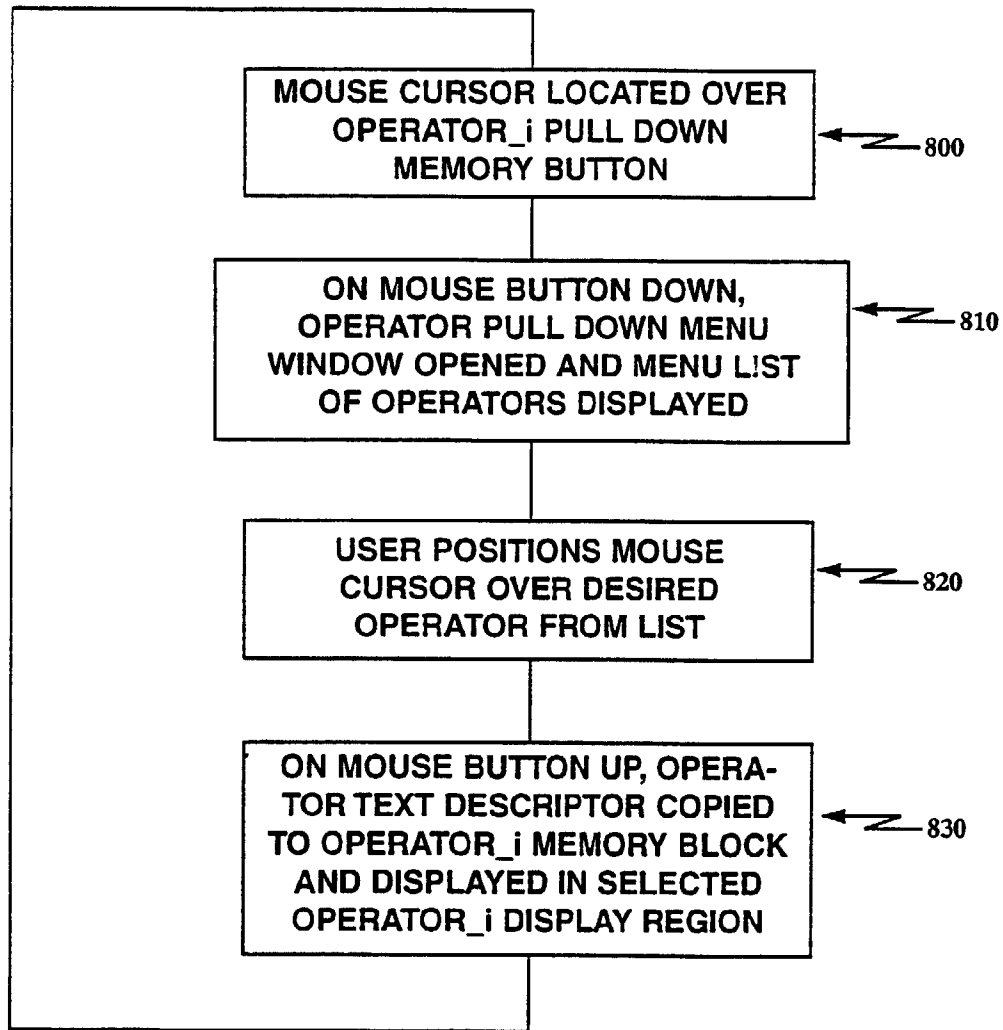 MOUSE CURSOR LOCATED OVER
OPERATOR_i PULL DOWN
MEMORY BUTTON
800
ON MOUSE BUTTON DOWN,
OPERATOR PULL DOWN MENU
WINDOW OPENED AND MENU LIST
OF OPERATORS DISPLAYED
810
USER POSITIONS MOUSE
CURSOR OVER DESIRED
OPERATOR FROM LIST
820
ON MOUSE BUTTON UP, OPERA-
TOR TEXT DESCRIPTOR COPIED
TO OPERATOR_i MEMORY BLOCK
AND DISPLAYED IN SELECTED
OPERATOR_i DISPLAY REGION
830